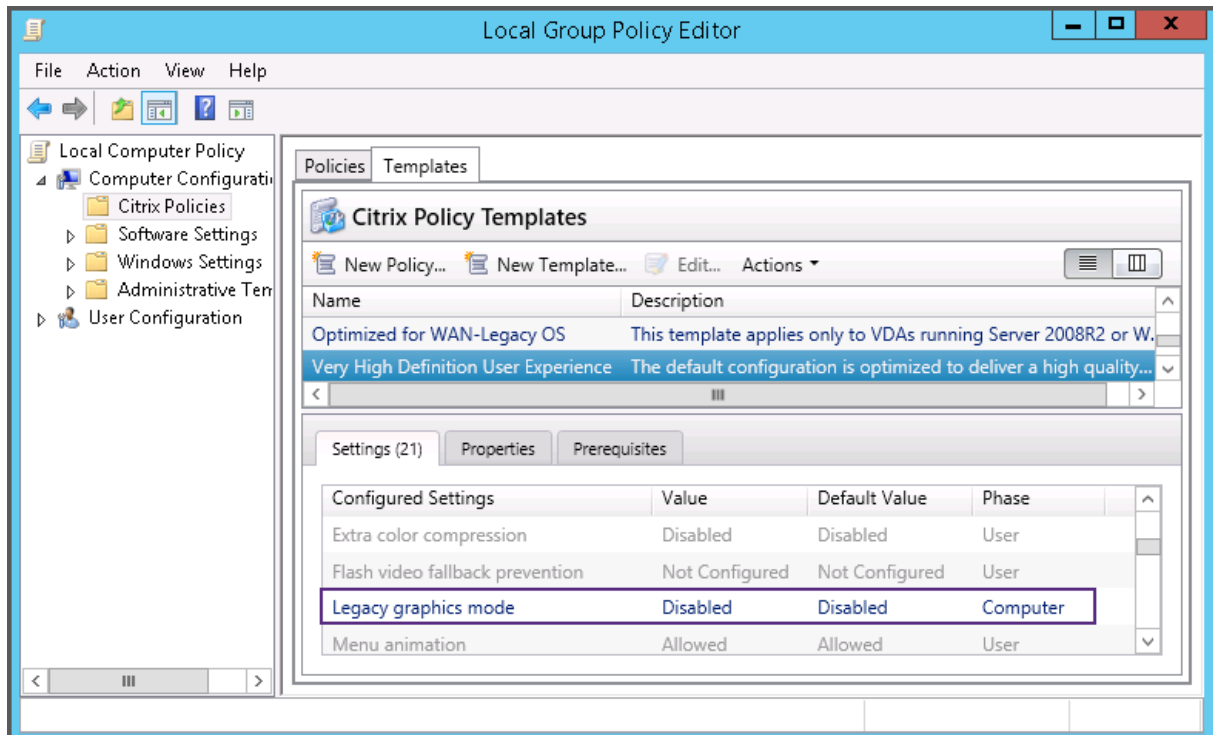 Local Group Policy Editor
File Action View Help
Local Computer Policy
Computer Configurati
Citrix Policies
Software Settings
Windows Settings
Administrative Tem
User Configuration
Policies Templates
Citrix Policy Templates
New Policy... New Template... Edit... Actions
Name Description
Optimized for WAN-Legacy OS This template applies only to VDAs running Server 2008R2 or W.
Very High Definition User Experience The default configuration is optimized to deliver a high quality...
Settings (21) Properties Prerequisites
Configured Settings Value Default Value Phase
Extra color compression Disabled Disabled User
Flash video fallback prevention Not Configured Not Configured User
Legacy graphics mode Disabled Disabled Computer
Menu animation Allowed Allowed User